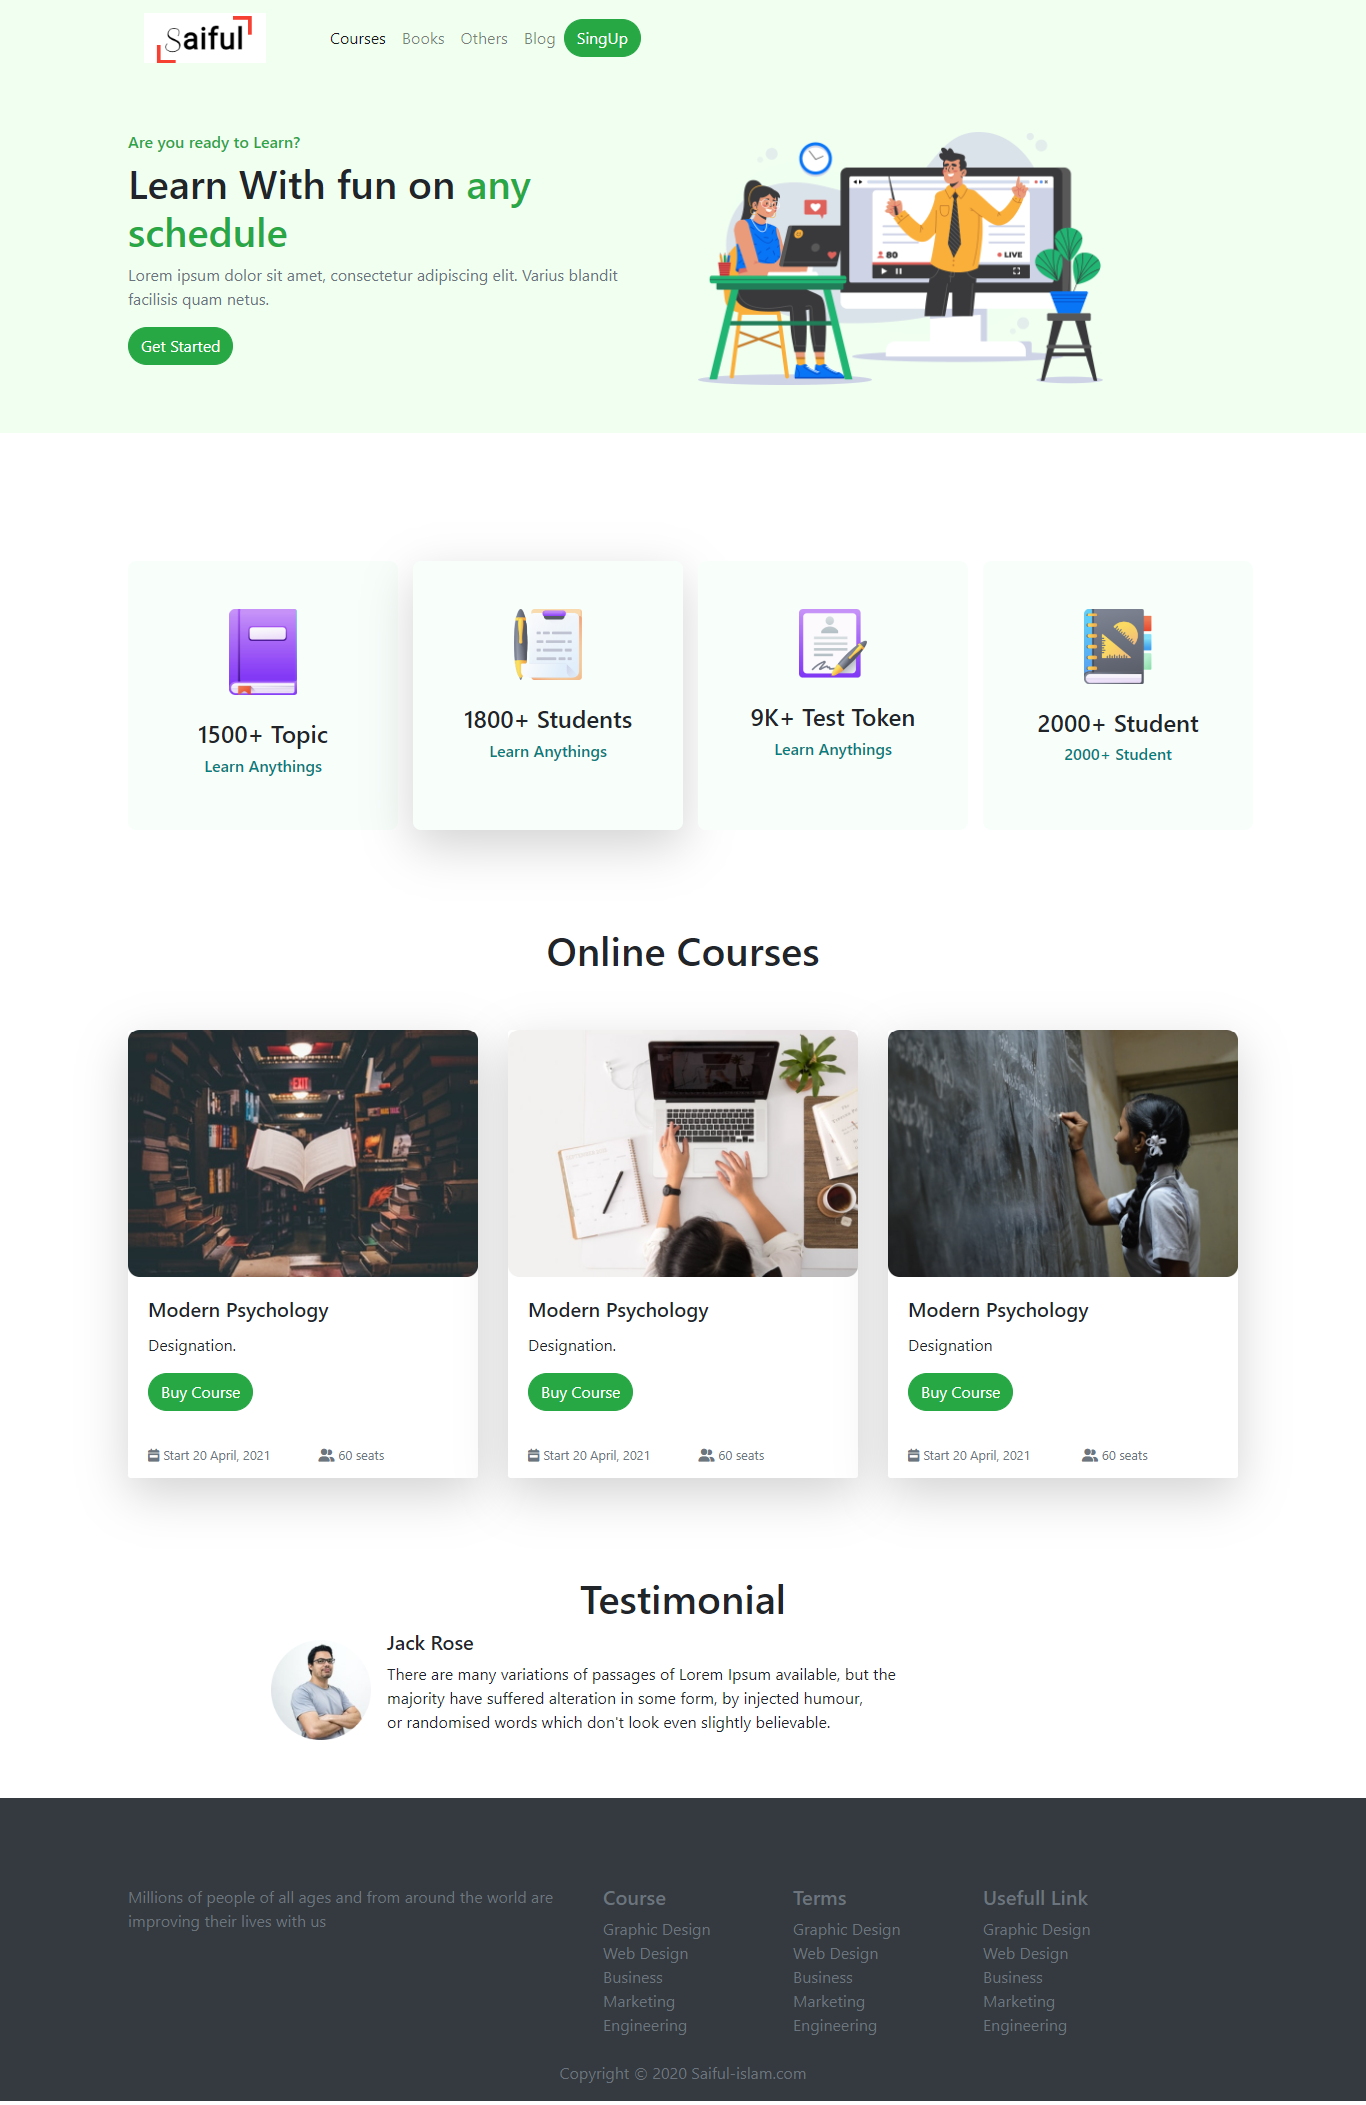 Saiful
Courses Books Others Blog SingUp
Are you ready to Learn?
Learn With fun on any
schedule
Lorem ipsum dolor sit amet, consectetur adipiscing elit. Varius blandit
facilisis quam netus.
Get Started
80
LIVE
1500+ Topic
Learn Anythings
1800+ Students
Learn Anythings
9K+ Test Token
Learn Anythings
2000+ Student
2000+ Student
Online Courses
EXIT
Modern Psychology
Designation.
Buy Course
Start 20 April, 2021 60 seats
Modern Psychology
Designation.
Buy Course
Start 20 April, 2021 60 seats
Modern Psychology
Designation
Buy Course
Start 20 April, 2021 60 seats
Testimonial
Jack Rose
There are many variations of passages of Lorem Ipsum available, but the
majority have suffered alteration in some form, by injected humour,
or randomised words which don't look even slightly believable.
Millions of people of all ages and from around the world are
improving their lives with us
Course
Graphic Design
Web Design
Business
Marketing
Engineering
Terms
Graphic Design
Web Design
Business
Marketing
Engineering
Usefull Link
Graphic Design
Web Design
Business
Marketing
Engineering
Copyright © 2020 Saiful-islam.com